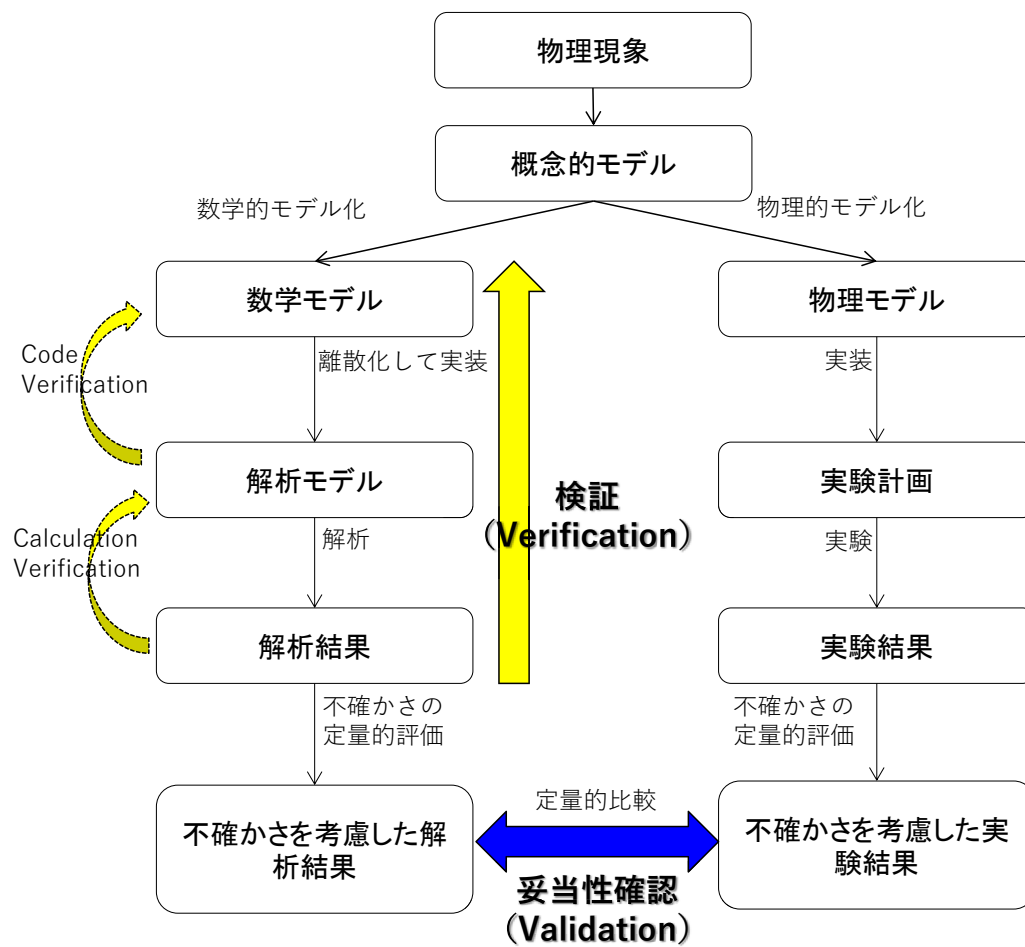 物理現象
概念的モデル
数学的モデル化
物理的モデル化
数学モデル
物理モデル
Code
Verification
離散化して実装
実装
解析モデル
実験計画
検証
（Verification）
Calculation
Verification
解析
実験
解析結果
実験結果
不確かさの
定量的評価
不確かさの
定量的評価
不確かさを考慮した解
析結果
定量的比較
不確かさを考慮した実
験結果
妥当性確認
（Validation）